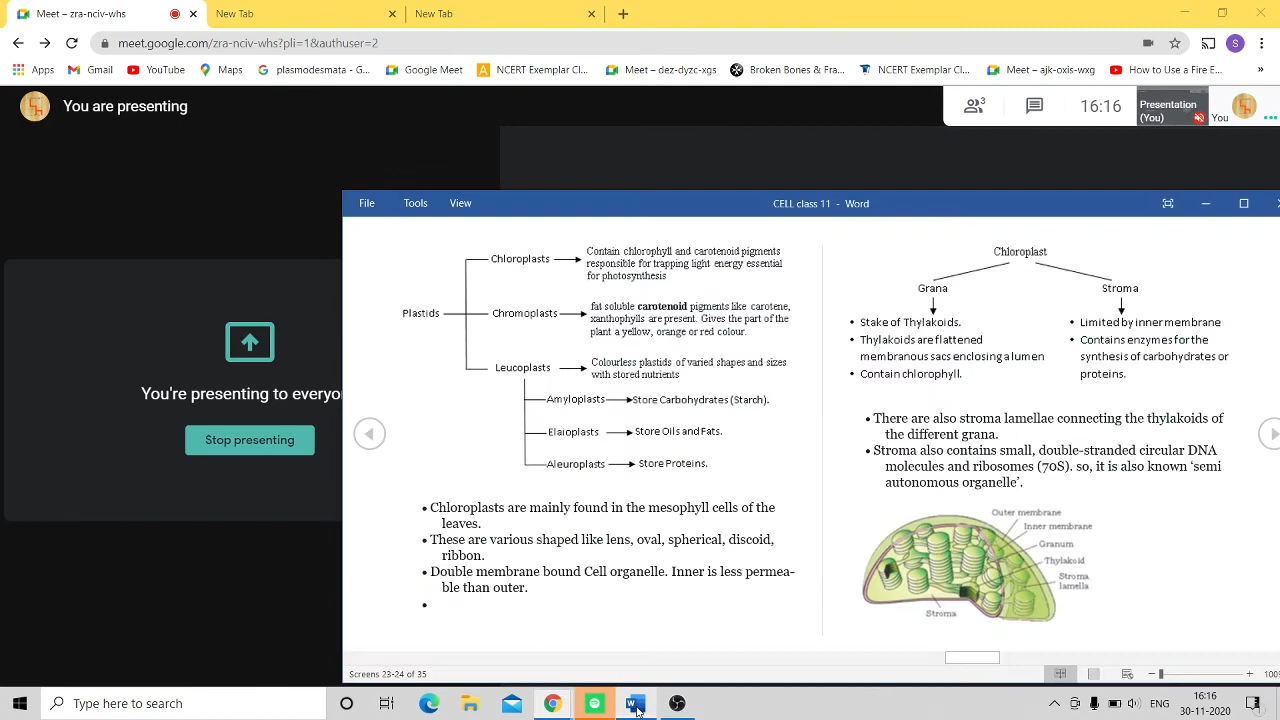 Meet – zra-nciv-whs
New Tab
New Tab
meet.google.com/zra-nciv-whs?pli=1&authuser=2
S
Apps
Gmail
YouTube
Maps
plasmodesmata - G...
Google Meet
NCERT Exemplar Cl...
Meet – dez-dyzc-xgs
Broken Bones & Fra...
NCERT Exemplar Cl...
Meet – ajk-oxis-wxg
How to Use a Fire E...
»
You are presenting
3
16:16
Presentation
(You)
You
You're presenting to everyo
Stop presenting
File
Tools
View
CELL class 11 - Word
Plastids
Chloroplasts
Contain chlorophyll and carotenoid pigments
responsible for trapping light energy essential
for photosynthesis
Chromoplasts
fat soluble carotenoid pigments like carotene,
xanthophylls are present. Gives the part of the
plant a yellow, orange or red colour.
Leucoplasts
Colourless plastids of varied shapes and sizes
with stored nutrients
Amyloplasts
Store Carbohydrates (Starch).
Elaioplasts
Store Oils and Fats.
Aleuroplasts
Store Proteins.
• Chloroplasts are mainly found in the mesophyll cells of the
leaves.
• These are various shaped like lens, oval, spherical, discoid,
ribbon.
• Double membrane bound Cell organelle. Inner is less permea-
ble than outer.
•
Chloroplast
Grana
Stroma
• Stake of Thylakoids.
• Thylakoids are flattened
membranous sacs enclosing a lumen
• Contain chlorophyll.
• Limited by inner membrane
• Contains enzymes for the
synthesis of carbohydrates or
proteins.
• There are also stroma lamellae connecting the thylakoids of
the different grana.
• Stroma also contains small, double-stranded circular DNA
molecules and ribosomes (70S). so, it is also known ‘semi
autonomous organelle’.
Outer membrane
Inner membrane
Granum
Thylakoid
Stroma
lamella
Stroma
Screens 23-24 of 35
100%
Type here to search
ENG
16:16
30-11-2020